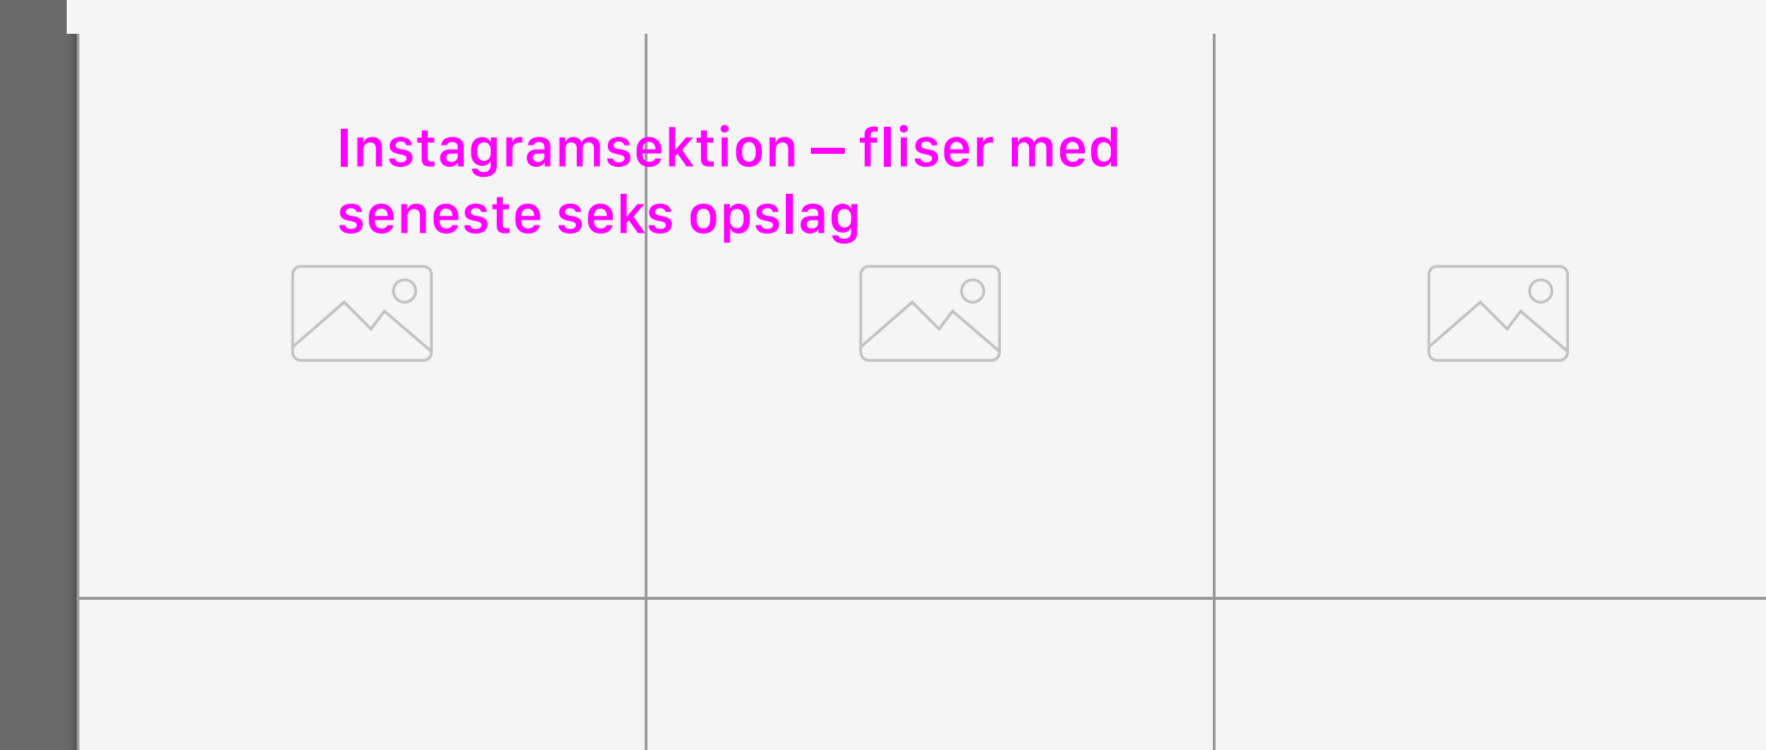 Instagramsektion – fliser med
seneste seks opslag